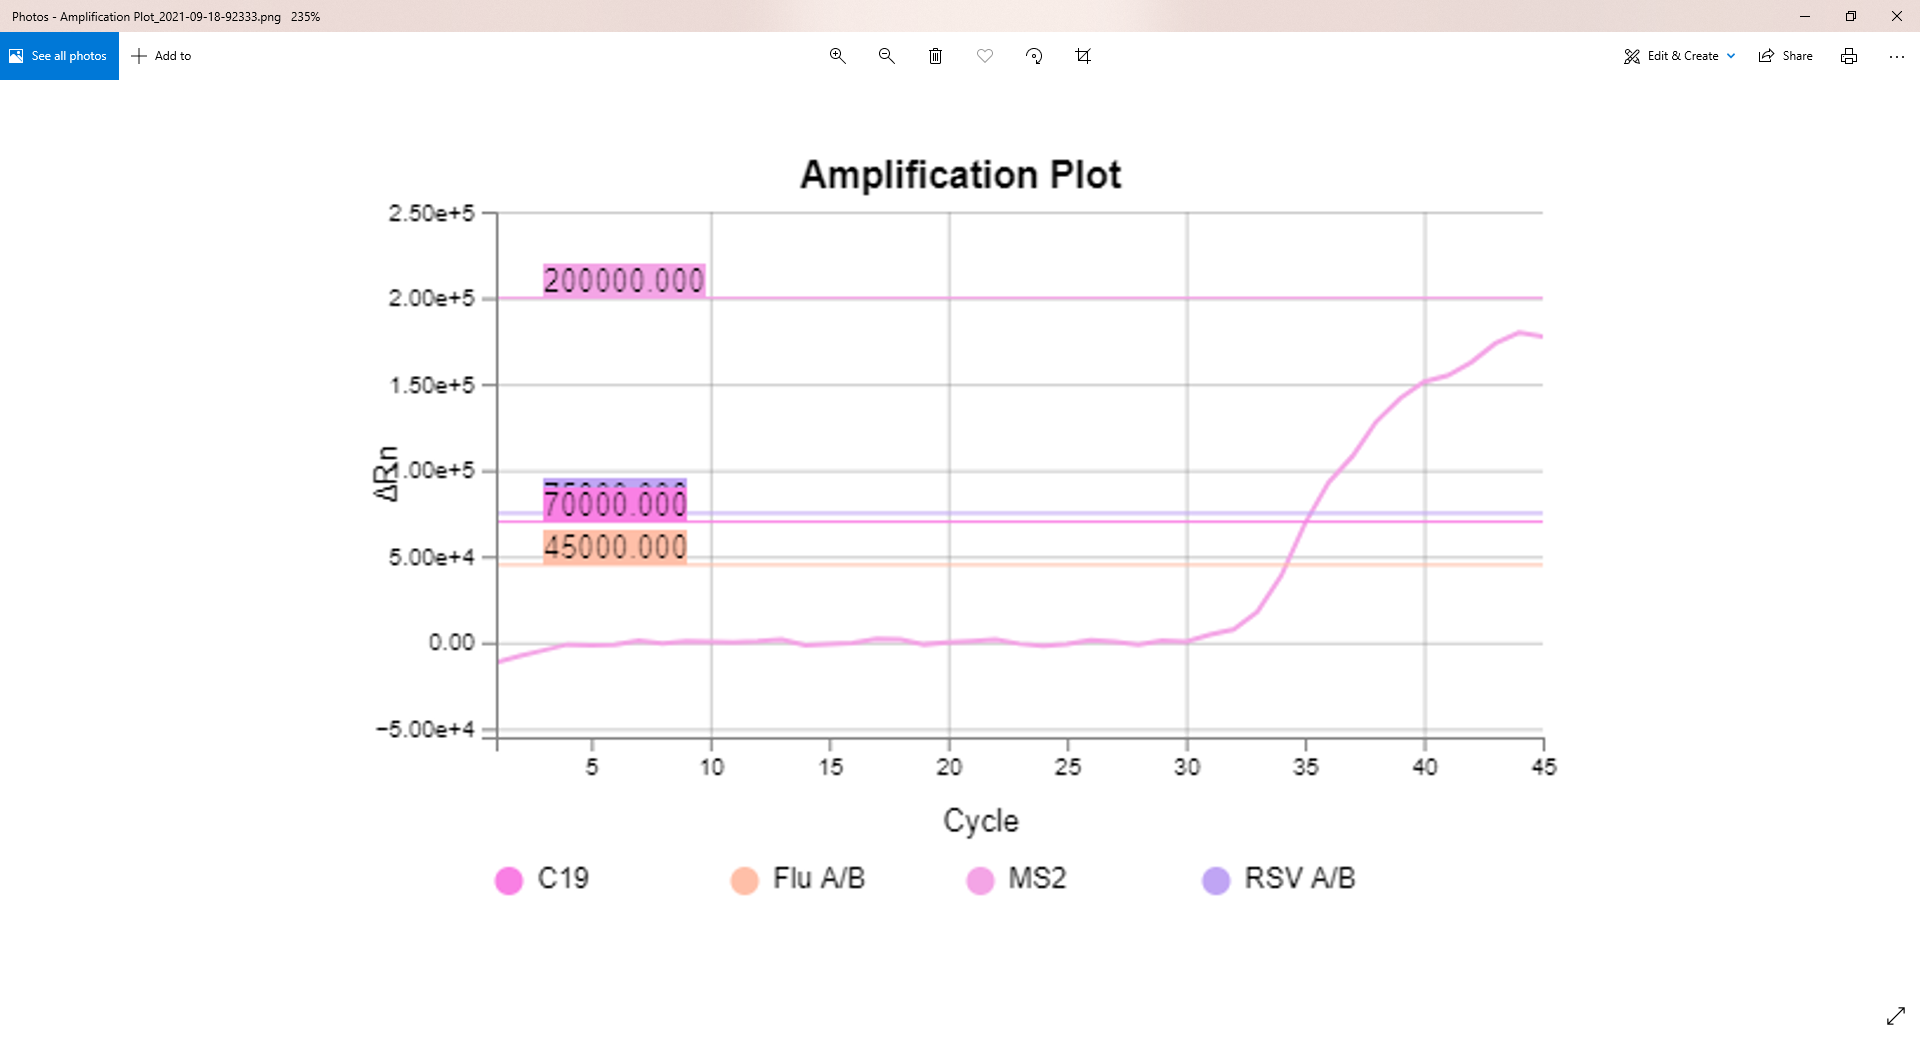 Photos - Amplification Plot_2021-09-18-92333.png   235%
See all photos
Add to
Edit & Create
Share
Amplification Plot
2.50e+5
200000.000
2.00e+5
1.50e+5
ΔRn
1.00e+5
75000.000
70000.000
45000.000
5.00e+4
0.00
−5.00e+4
5 10 15 20 25 30 35 40 45
Cycle
C19 Flu A/B MS2 RSV A/B